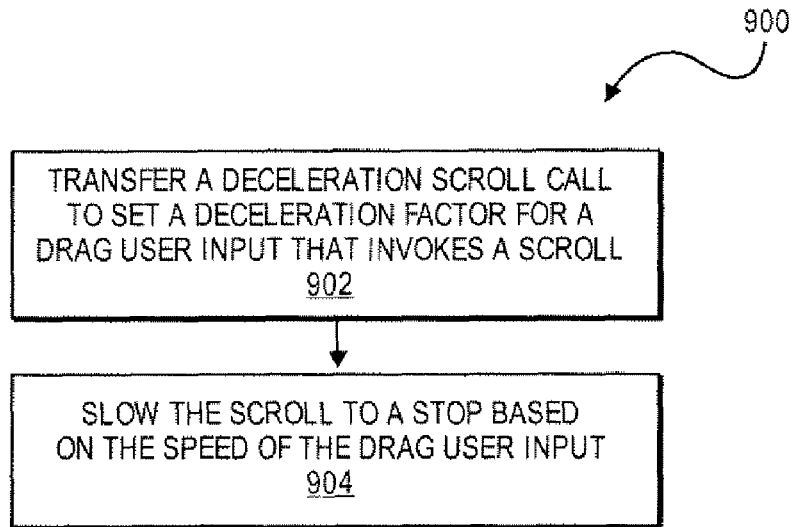 900
TRANSFER A DECELERATION SCROLL CALL
TO SET A DECELERATION FACTOR FOR A
DRAG USER INPUT THAT INVOKES A SCROLL
902
SLOW THE SCROLL TO A STOP BASED
ON THE SPEED OF THE DRAG USER INPUT
904